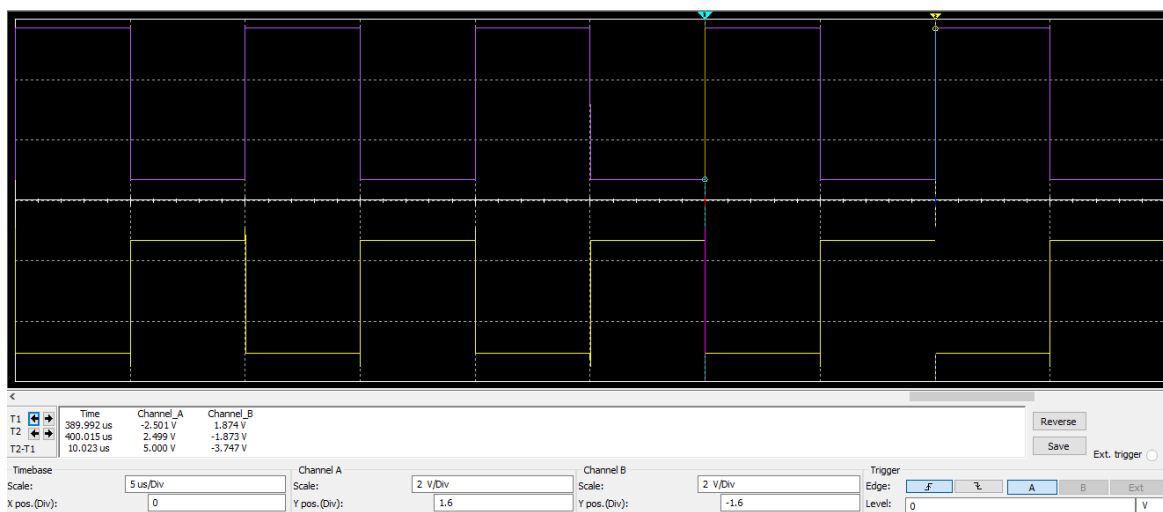 1
2
T1
T2
T2-T1
Time Channel_A Channel_B
389.992 us -2.501 V 1.874 V
400.015 us 2.499 V -1.873 V
10.023 us 5.000 V -3.747 V
Reverse
Save
Ext. trigger
Timebase
Scale: 5 us/Div
X pos.(Div): 0
Channel A
Scale: 2 V/Div
Y pos.(Div): 1.6
Channel B
Scale: 2 V/Div
Y pos.(Div): -1.6
Trigger
Edge: A B Ext
Level: 0 V